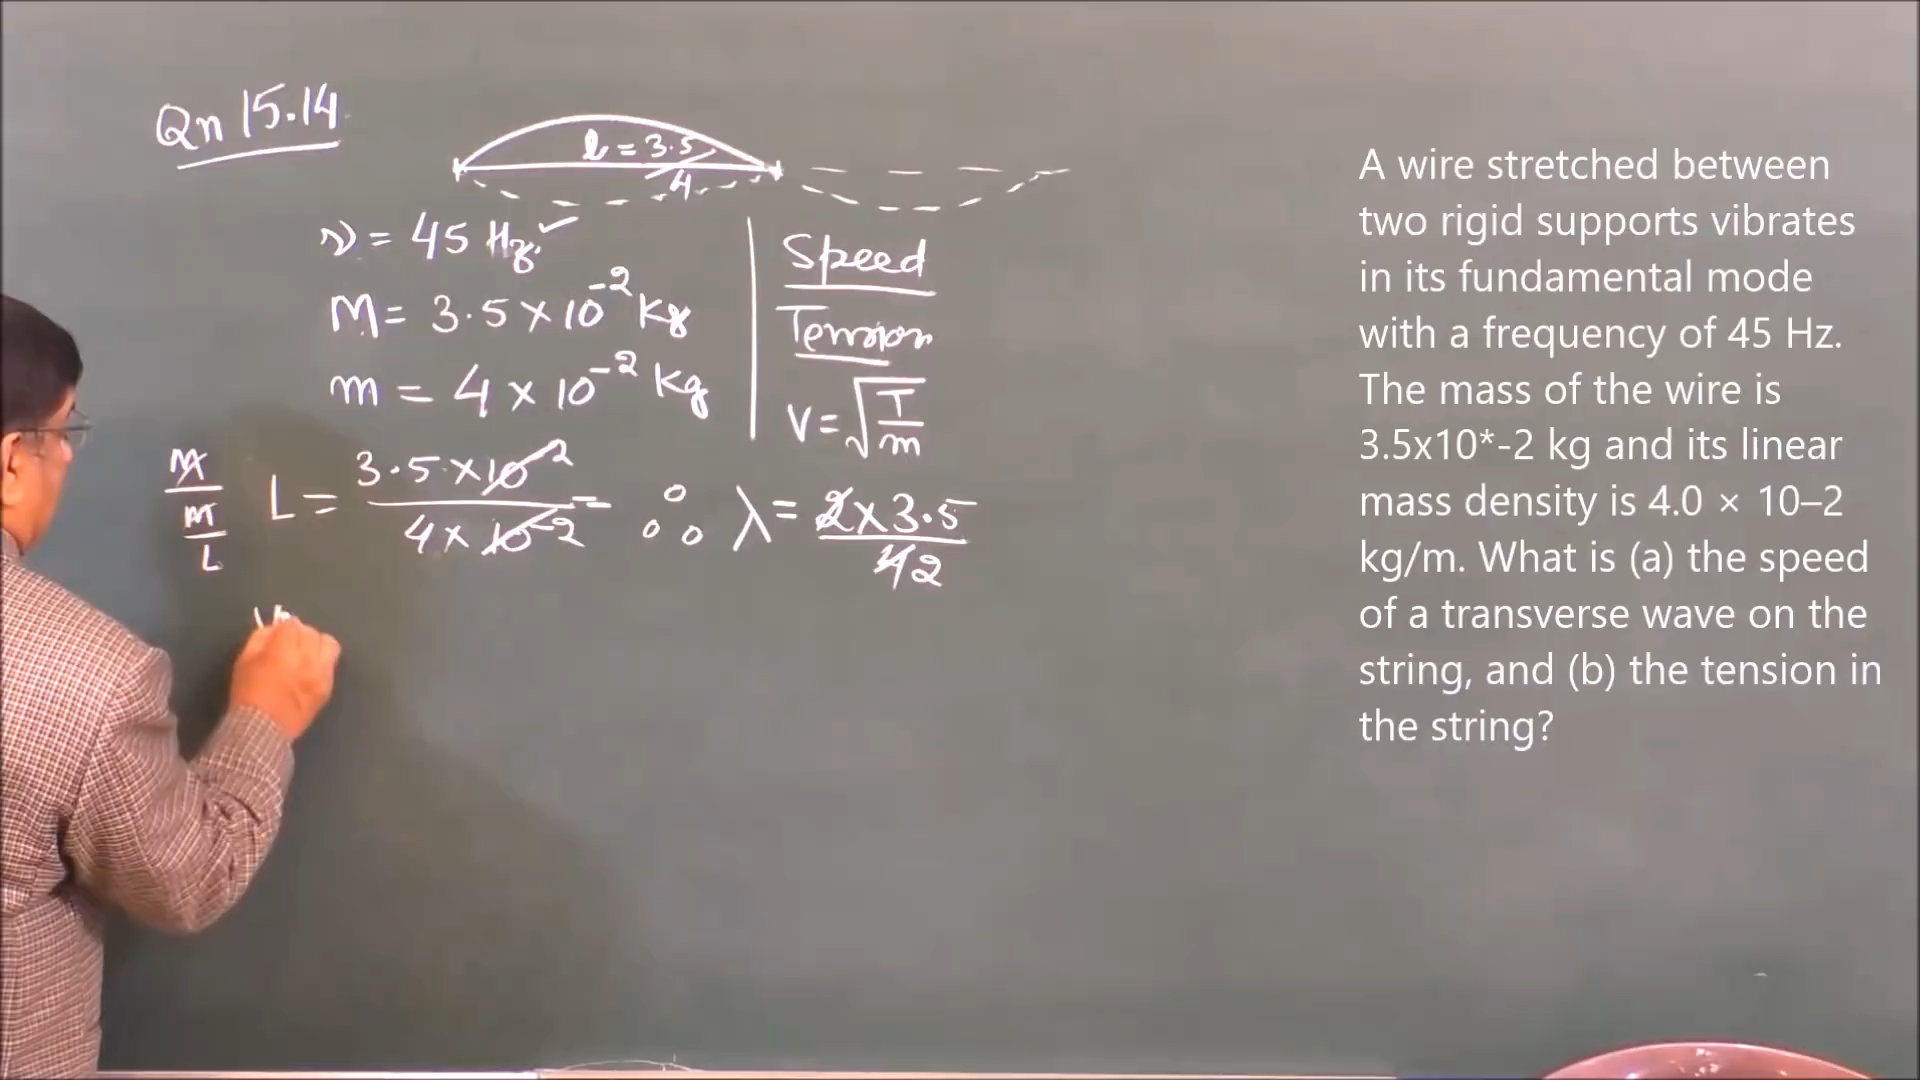 Qn 15.14
l = 3.5/4
ν = 45 Hz. ✓
M = 3.5 × 10⁻² Kg
m = 4 × 10⁻² Kg
Speed
Tension
V = √(T/m)
M/(M/L) L = 3.5 × 10⁻²/4 × 10⁻² = ∴ λ = 2 × 3.5/4 2
A wire stretched between
two rigid supports vibrates
in its fundamental mode
with a frequency of 45 Hz.
The mass of the wire is
3.5x10*-2 kg and its linear
mass density is 4.0 × 10–2
kg/m. What is (a) the speed
of a transverse wave on the
string, and (b) the tension in
the string?